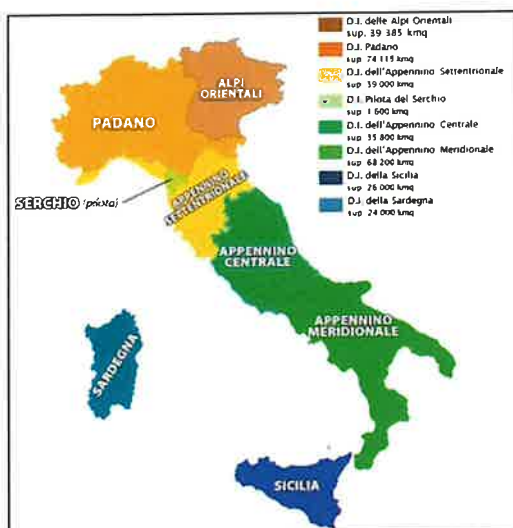 D.I. delle Alpi Orientali
sup. 39 385 kmq
D.I. Padano
sup. 74 115 kmq
D.I. dell'Appennino Settentrionale
sup. 39 000 kmq
D.I. Pilota del Serchio
sup. 1 600 kmq
D.I. dell'Appennino Centrale
sup. 35 800 kmq
D.I. dell'Appennino Meridionale
sup. 68 200 kmq
D.I. della Sicilia
sup. 26 000 kmq
D.I. della Sardegna
sup. 24 000 kmq
ALPI
ORIENTALI
PADANO
SERCHIO (pilota)
APPENNINO
SETTENTRIONALE
APPENNINO
CENTRALE
APPENNINO
MERIDIONALE
SARDEGNA
SICILIA